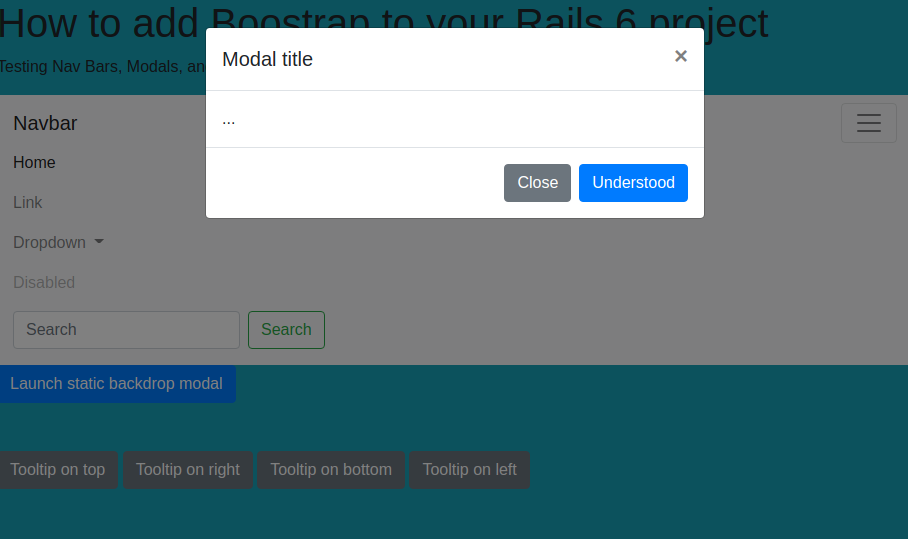 How to add Boostrap to your Rails 6 project
Testing Nav Bars, Modals, an
Modal title ×
...
Close Understood
Navbar
Home
Link
Dropdown
Disabled
Search Search
Launch static backdrop modal
Tooltip on top Tooltip on right Tooltip on bottom Tooltip on left